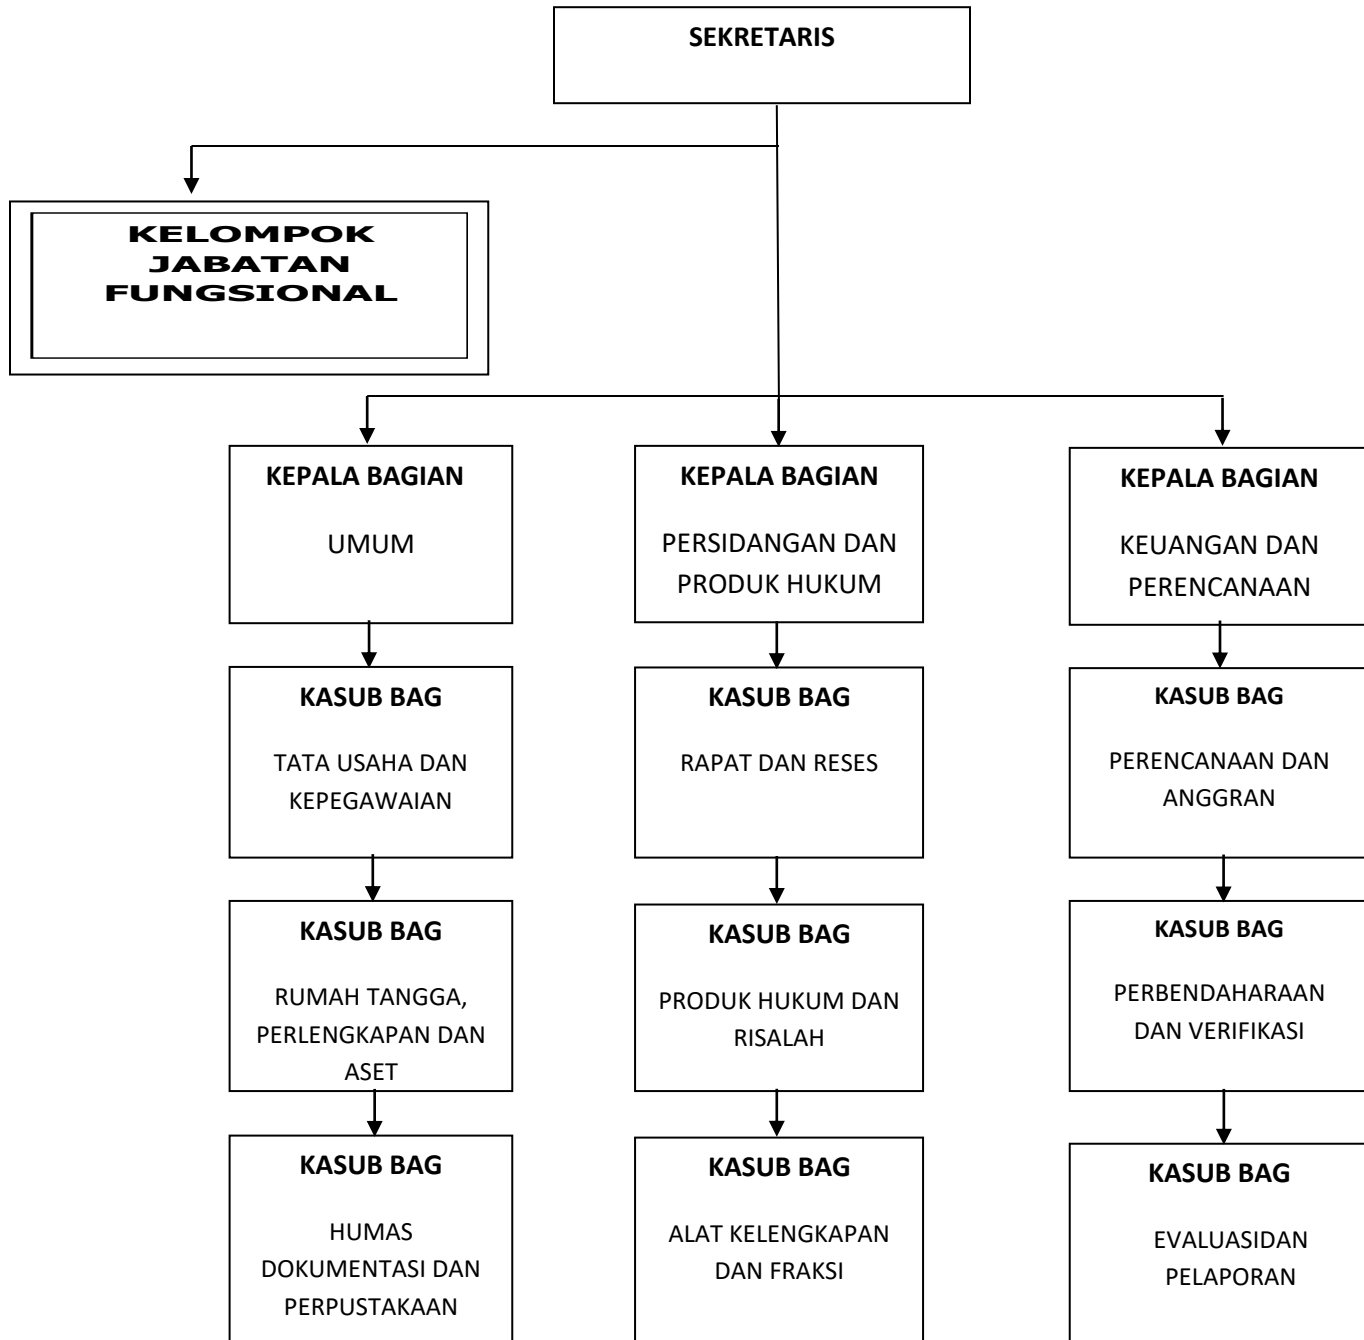 SEKRETARIS
KELOMPOK
JABATAN
FUNGSIONAL
KEPALA BAGIAN
UMUM
KEPALA BAGIAN
PERSIDANGAN DAN
PRODUK HUKUM
KEPALA BAGIAN
KEUANGAN DAN
PERENCANAAN
KASUB BAG
TATA USAHA DAN
KEPEGAWAIAN
KASUB BAG
RAPAT DAN RESES
KASUB BAG
PERENCANAAN DAN
ANGGRAN
KASUB BAG
RUMAH TANGGA,
PERLENGKAPAN DAN
ASET
KASUB BAG
PRODUK HUKUM DAN
RISALAH
KASUB BAG
PERBENDAHARAAN
DAN VERIFIKASI
KASUB BAG
HUMAS
DOKUMENTASI DAN
PERPUSTAKAAN
KASUB BAG
ALAT KELENGKAPAN
DAN FRAKSI
KASUB BAG
EVALUASIDAN
PELAPORAN